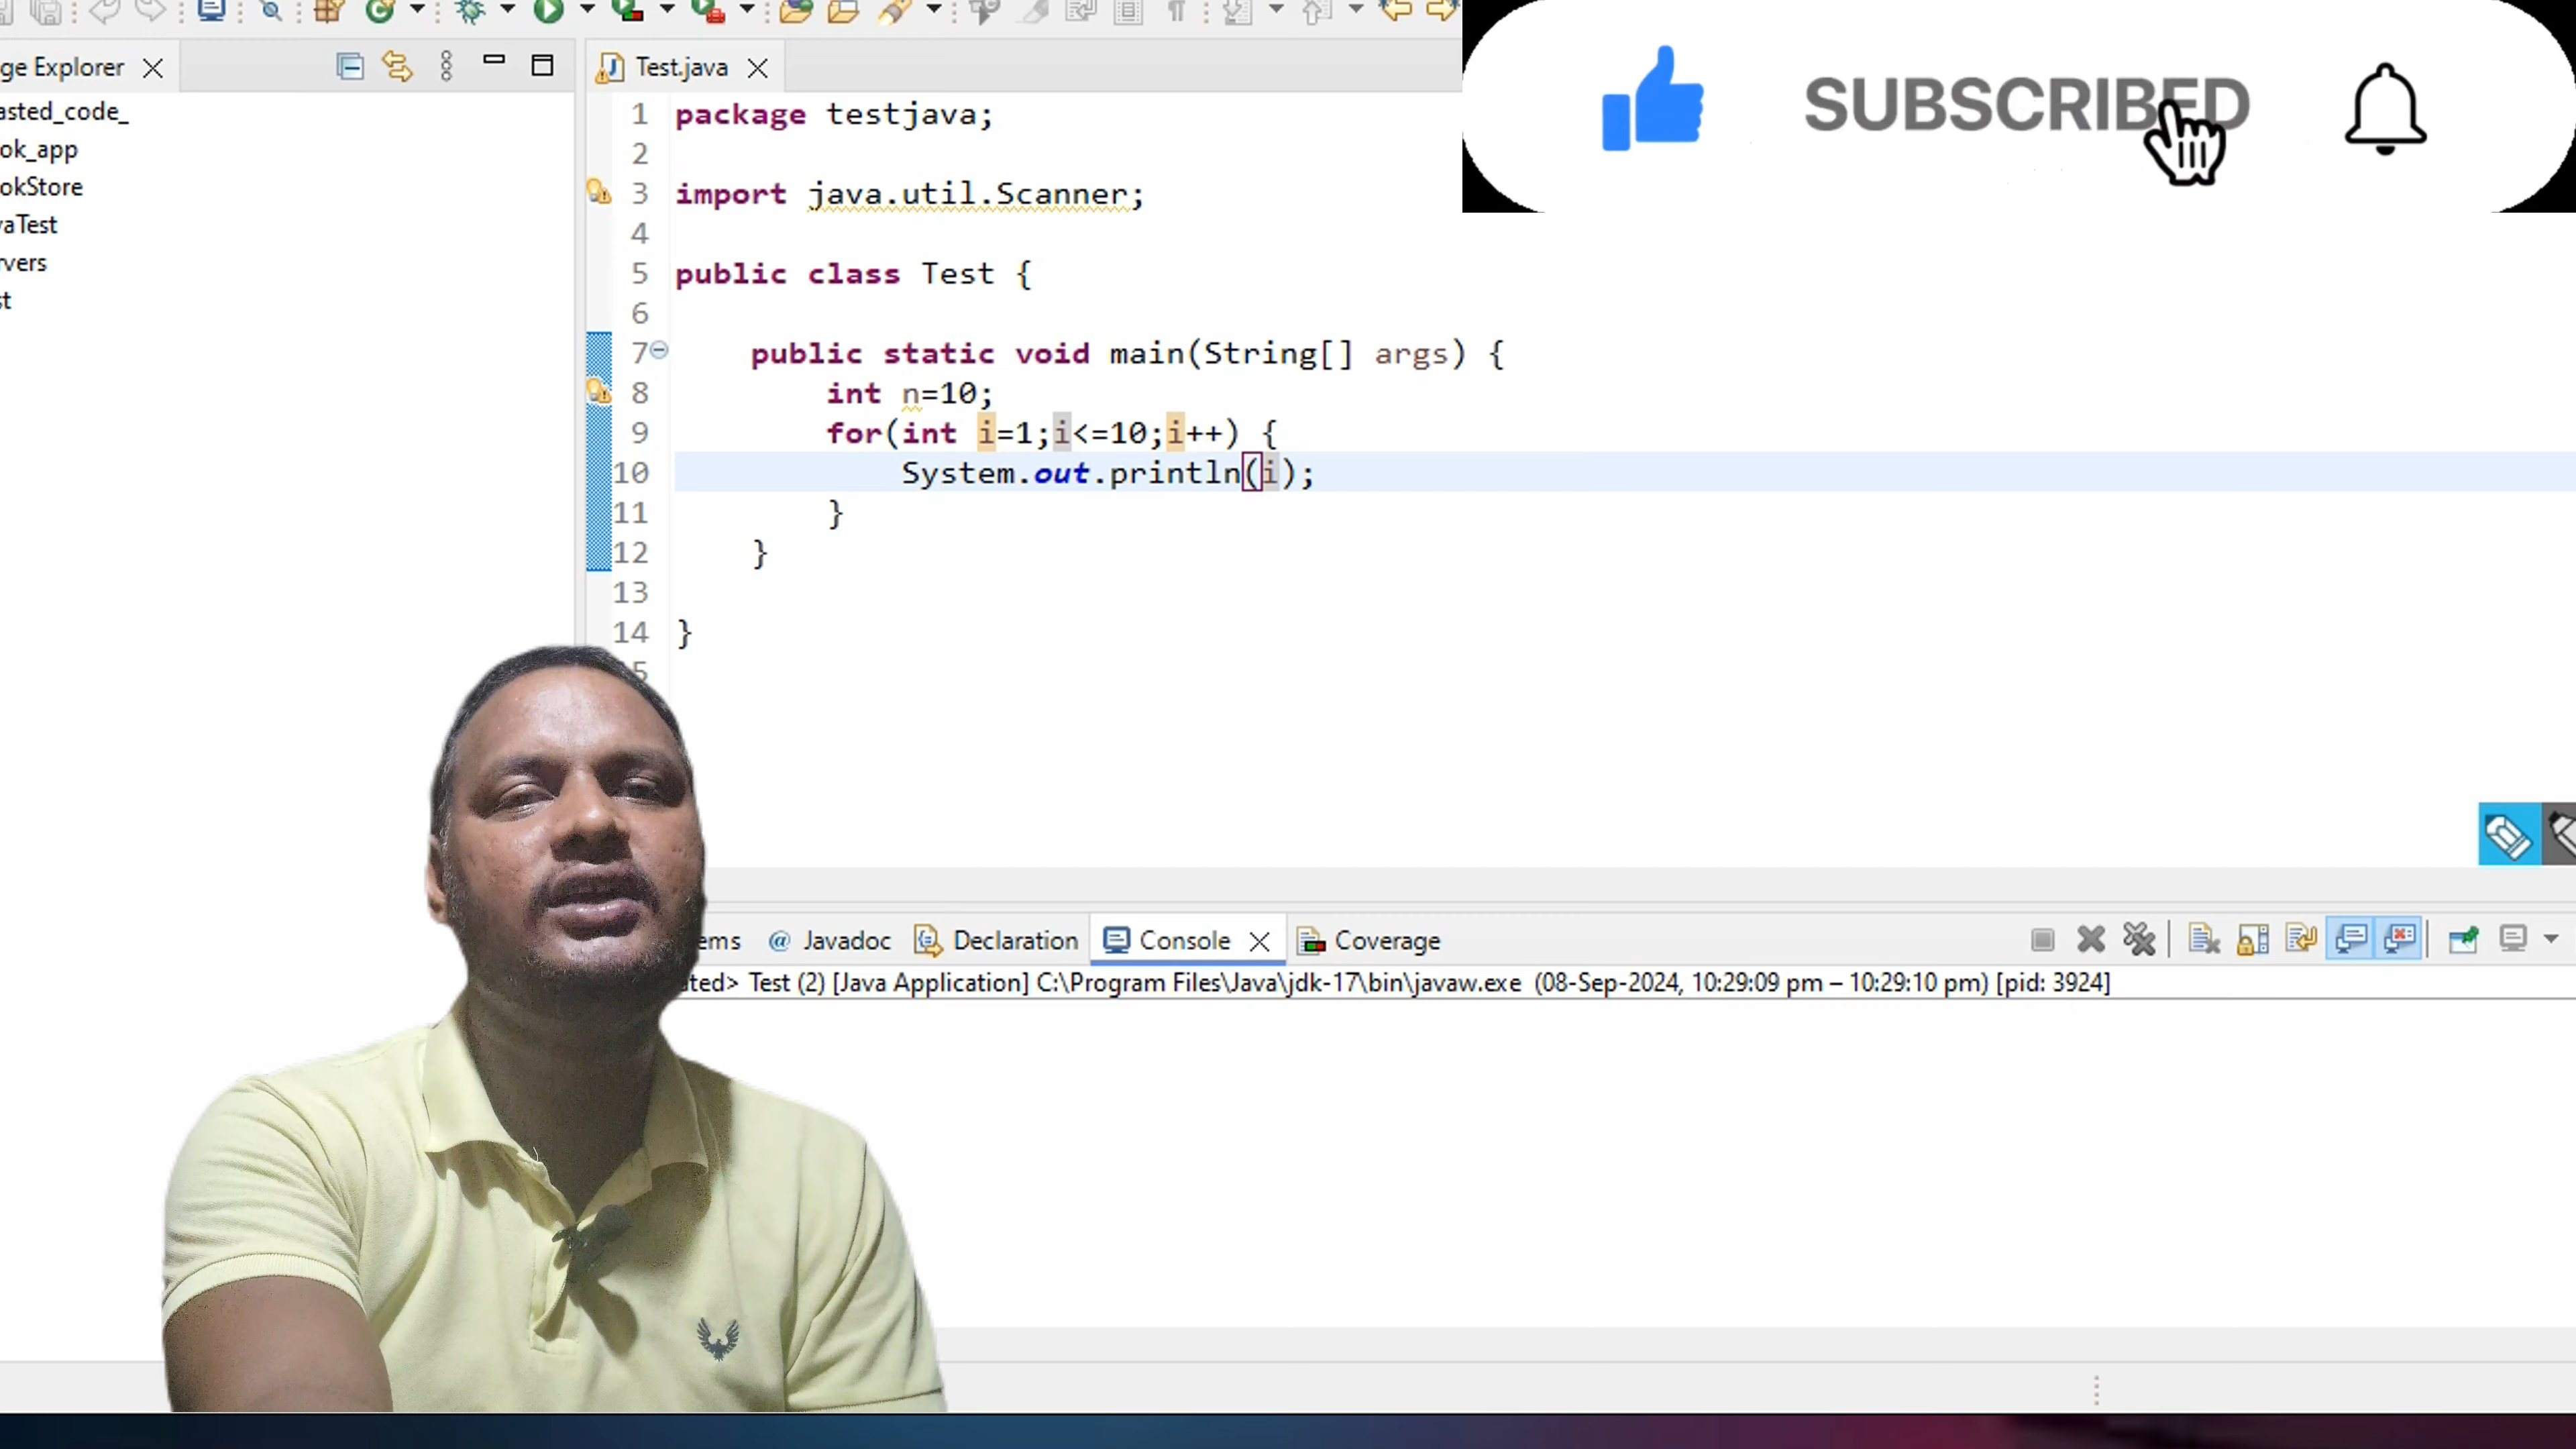 ge Explorer
Test.java
SUBSCRIBED
asted_code_
ok_app
okStore
vaTest
rvers
st
1 package testjava;
2
3 import java.util.Scanner;
4
5 public class Test {
6
7 public static void main(String[] args) {
8 int n=10;
9 for(int i=1;i<=10;i++) {
10 System.out.println(i);
11 }
12 }
13
14 }
ems @ Javadoc Declaration Console Coverage
ated> Test (2) [Java Application] C:\Program Files\Java\jdk-17\bin\javaw.exe (08-Sep-2024, 10:29:09 pm – 10:29:10 pm) [pid: 3924]